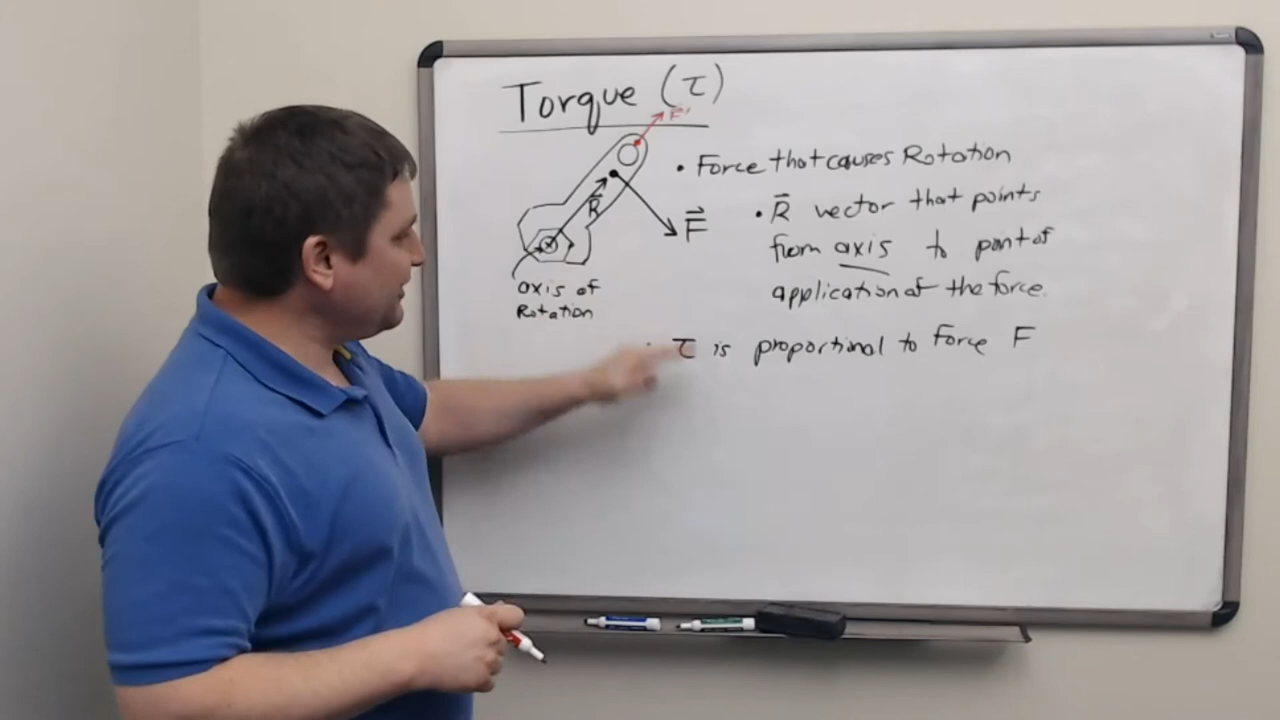 Torque (τ)
F'
• Force that causes Rotation
R⃗
F⃗
• R⃗ vector that points
from axis to point of
application of the force.
axis of
Rotation
• τ is proportional to Force F